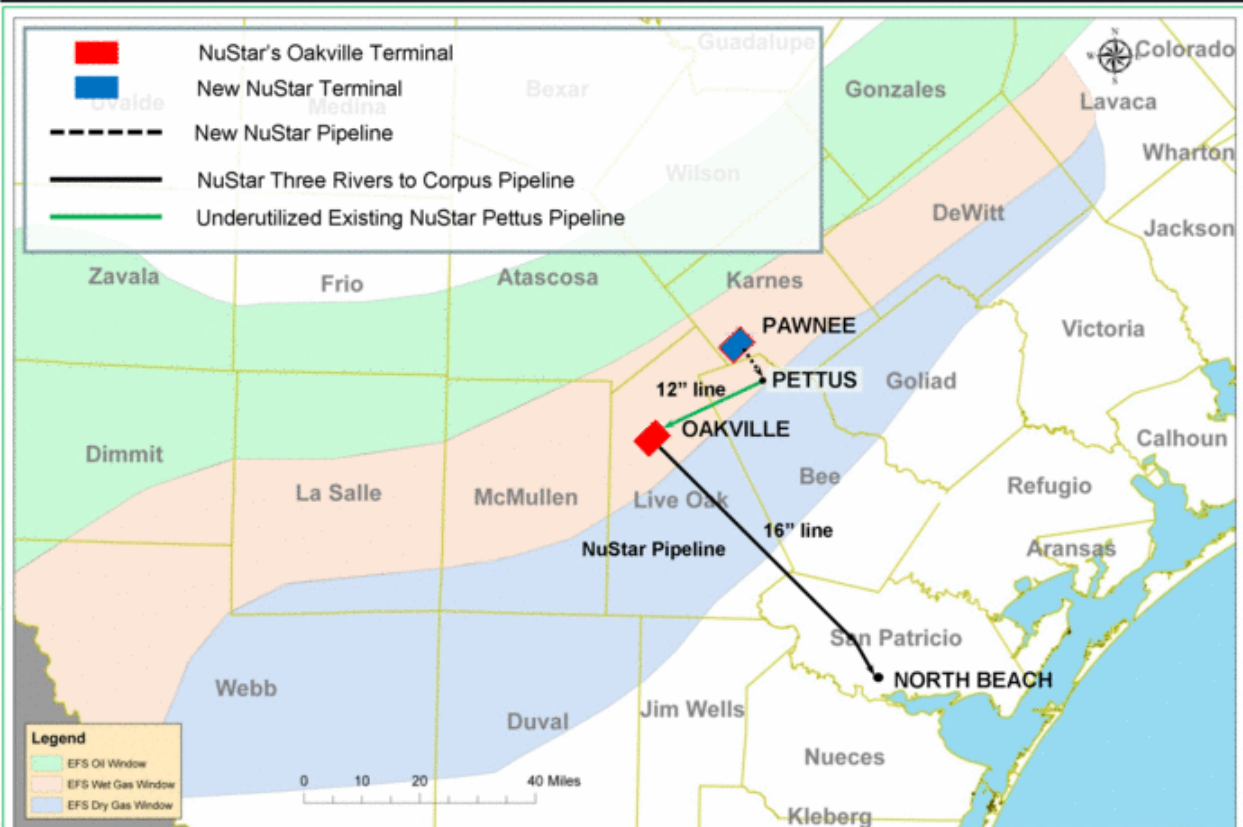 NuStar's Oakville Terminal
New NuStar Terminal
New NuStar Pipeline
NuStar Three Rivers to Corpus Pipeline
Underutilized Existing NuStar Pettus Pipeline
Guadalupe
Uvalde
Medina
Bexar
Wilson
N
W
S
Colorado
Gonzales
Lavaca
Wharton
DeWitt
Jackson
Zavala
Frio
Atascosa
Karnes
Victoria
PAWNEE
PETTUS
Goliad
12” line
OAKVILLE
Calhoun
Dimmit
La Salle
McMullen
Live Oak
Bee
Refugio
16” line
NuStar Pipeline
Aransas
San Patricio
NORTH BEACH
Webb
Duval
Jim Wells
Nueces
Kleberg
Legend
EFS Oil Window
EFS Wet Gas Window
EFS Dry Gas Window
0 10 20 40 Miles